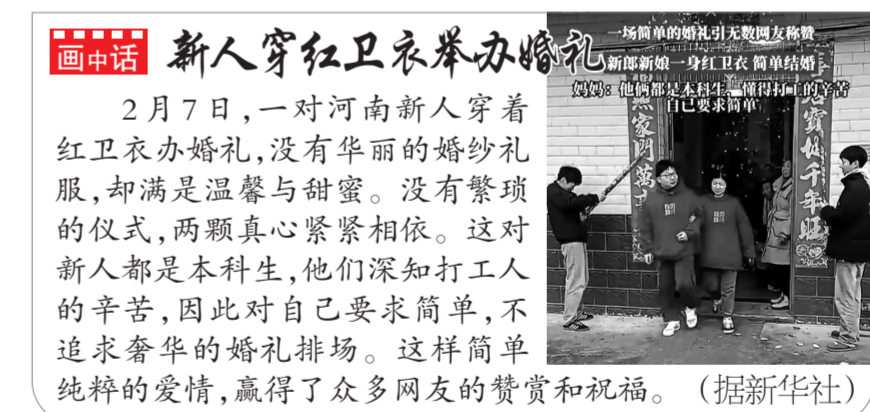 画中话
新人穿红卫衣举办婚礼
2月7日,一对河南新人穿着
红卫衣办婚礼,没有华丽的婚纱礼
服,却满是温馨与甜蜜。没有繁琐
的仪式,两颗真心紧紧相依。这对
新人都是本科生,他们深知打工人
的辛苦,因此对自己要求简单,不
追求奢华的婚礼排场。这样简单
纯粹的爱情,赢得了众多网友的赞赏和祝福。(据新华社)
一场简单的婚礼引无数网友称赞
新郎新娘一身红卫衣 简单结婚
妈妈:他俩都是本科生、懂得打工的辛苦
自己要求简单
家門萬
寶
千年旺